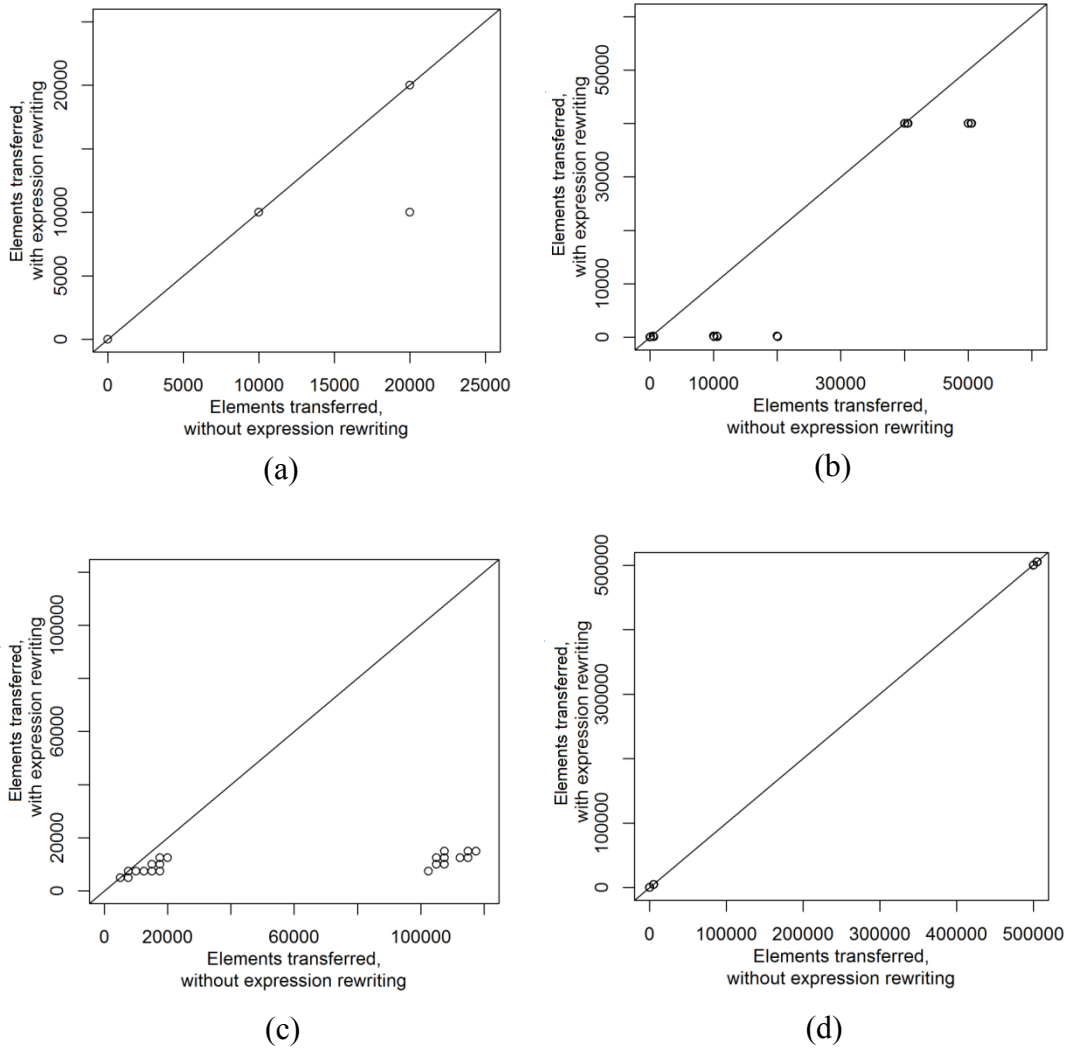 Elements transferred,
with expression rewriting
0
5000
10000
20000
0
5000
10000
15000
20000
25000
Elements transferred,
without expression rewriting
(a)
Elements transferred,
with expression rewriting
0
10000
30000
50000
0
10000
30000
50000
Elements transferred,
without expression rewriting
(b)
Elements transferred,
with expression rewriting
0
20000
60000
100000
0
20000
60000
100000
Elements transferred,
without expression rewriting
(c)
Elements transferred,
with expression rewriting
0
100000
300000
500000
0
100000
200000
300000
400000
500000
Elements transferred,
without expression rewriting
(d)